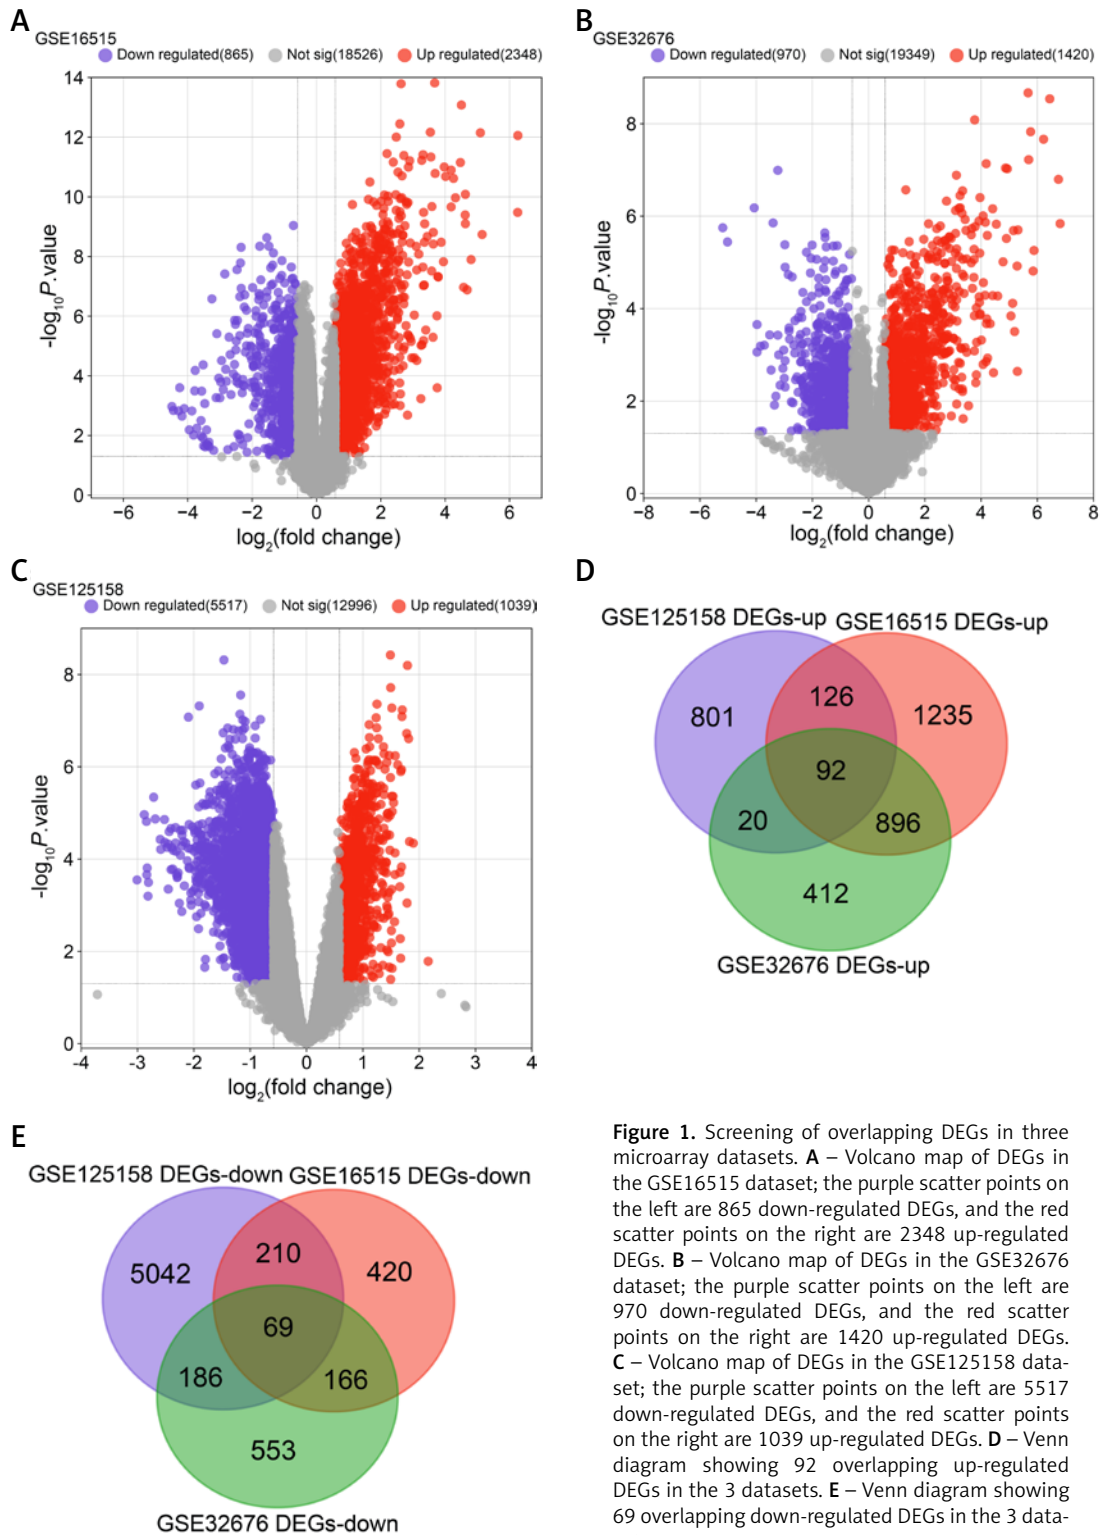 A
GSE16515
Down regulated(865) Not sig(18526) Up regulated(2348)
14
12
10
8
6
4
2
0
-log10P.value
−6 −4 −2 0 2 4 6
log2(fold change)
B
GSE32676
Down regulated(970) Not sig(19349) Up regulated(1420)
8
6
4
2
0
-log10P.value
−8 −6 −4 −2 0 2 4 6 8
log2(fold change)
C
GSE125158
Down regulated(5517) Not sig(12996) Up regulated(1039)
8
6
4
2
0
-log10P.value
-4 -3 -2 -1 0 1 2 3 4
log2(fold change)
D
GSE125158 DEGs-up GSE16515 DEGs-up
126
801 1235
92
20 896
412
GSE32676 DEGs-up
E
GSE125158 DEGs-down GSE16515 DEGs-down
210
5042 420
69
186 166
553
GSE32676 DEGs-down
Figure 1. Screening of overlapping DEGs in three
microarray datasets. A – Volcano map of DEGs in
the GSE16515 dataset; the purple scatter points on
the left are 865 down-regulated DEGs, and the red
scatter points on the right are 2348 up-regulated
DEGs. B – Volcano map of DEGs in the GSE32676
dataset; the purple scatter points on the left are
970 down-regulated DEGs, and the red scatter
points on the right are 1420 up-regulated DEGs.
C – Volcano map of DEGs in the GSE125158 data-
set; the purple scatter points on the left are 5517
down-regulated DEGs, and the red scatter points
on the right are 1039 up-regulated DEGs. D – Venn
diagram showing 92 overlapping up-regulated
DEGs in the 3 datasets. E – Venn diagram showing
69 overlapping down-regulated DEGs in the 3 data-